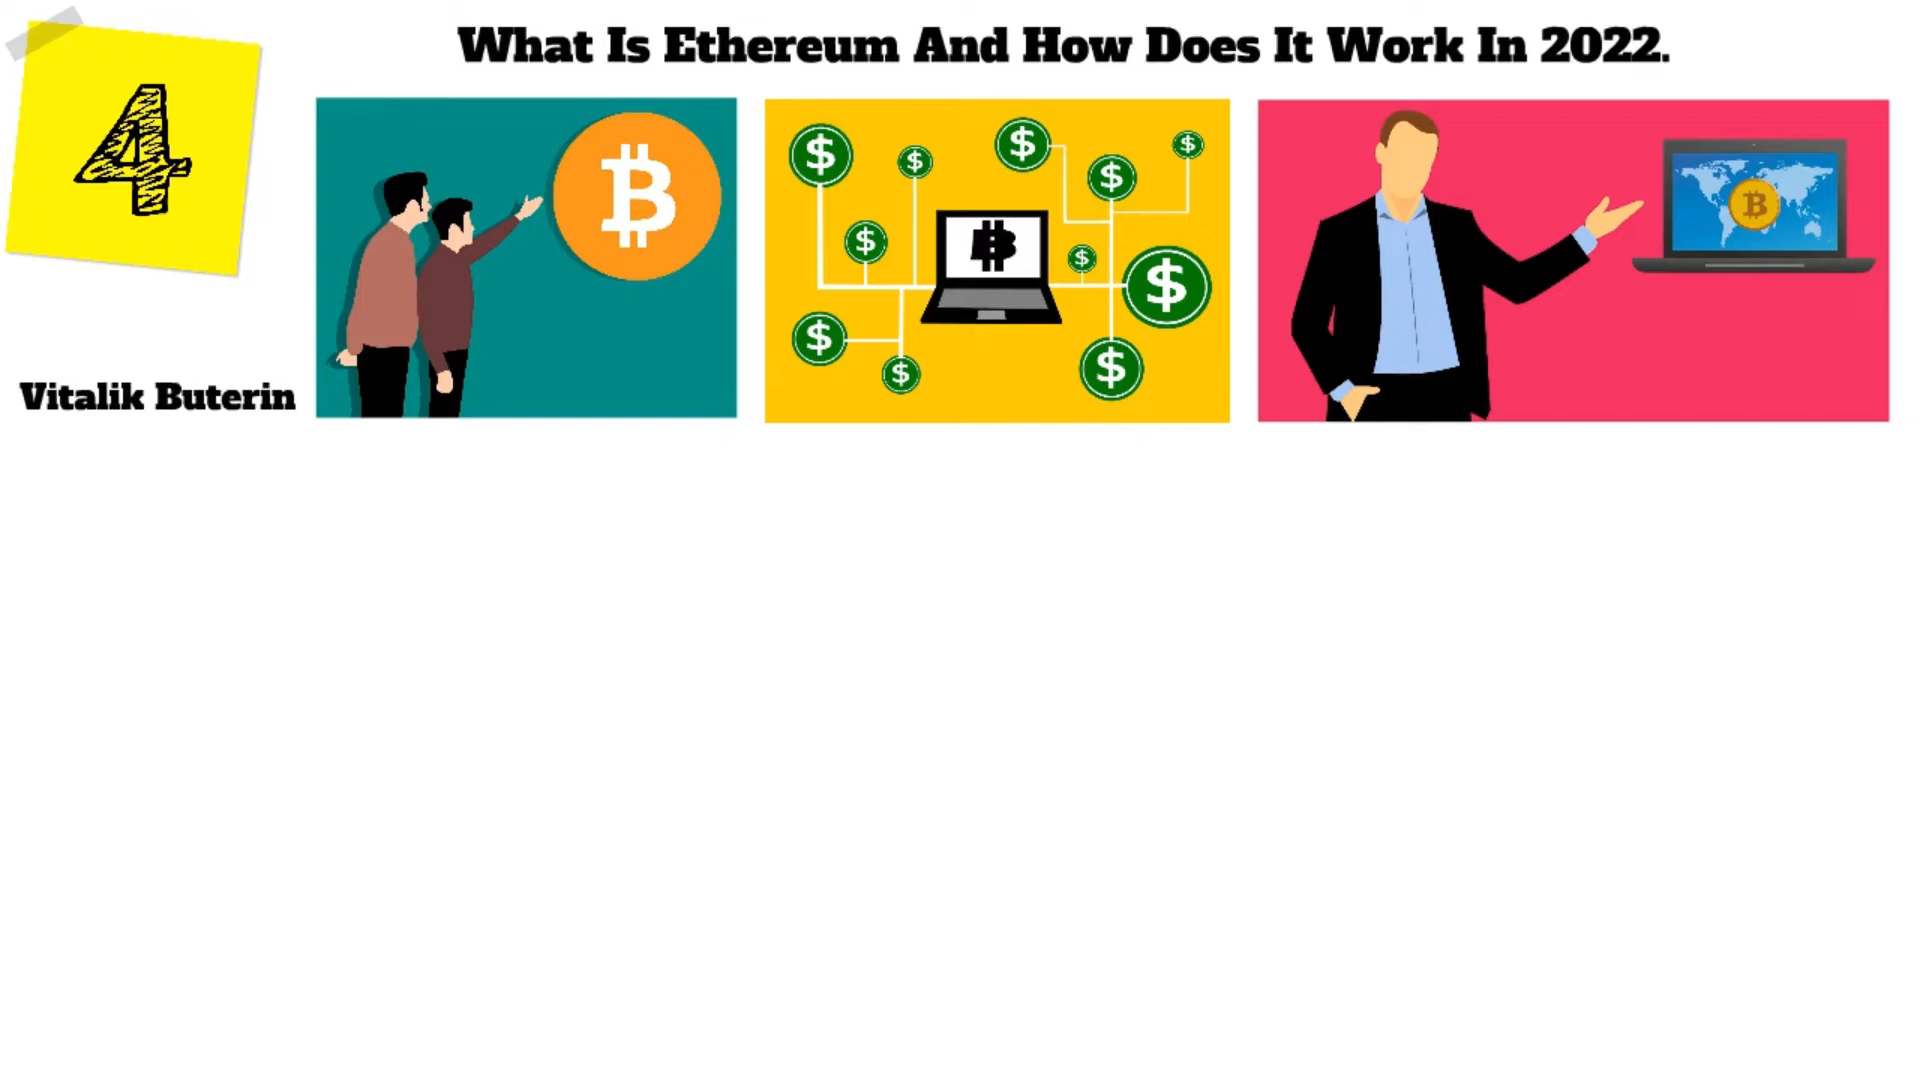 What Is Ethereum And How Does It Work In 2022.
4
Vitalik Buterin
$ $ $ $ $
$ $ $
$ $ $